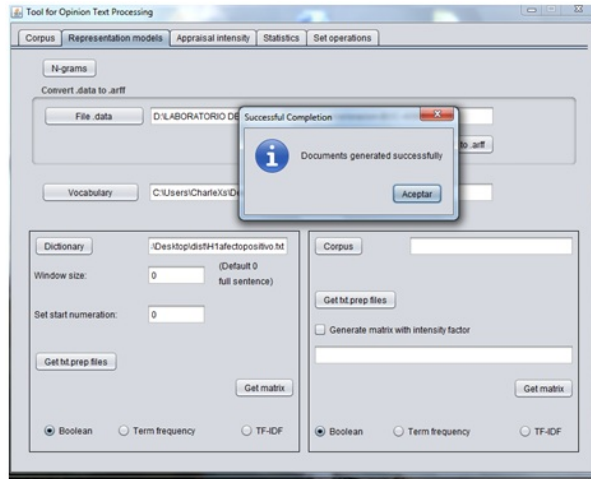 Tool for Opinion Text Processing
Corpus Representation models Appraisal intensity Statistics Set operations
N-grams
Convert .data to .arff
File .data D:\LABORATORIO DE
to .arff
Successful Completion
Documents generated successfully
Aceptar
Vocabulary C:\Users\CharleXs\De
Dictionary :\Desktop\dist\H1afectopositivo.txt
Window size: 0 (Default 0
full sentence)
Set start numeration: 0
Get txt.prep files
Get matrix
Boolean Term frequency TF-IDF
Corpus
Get txt.prep files
Generate matrix with intensity factor
Get matrix
Boolean Term frequency TF-IDF